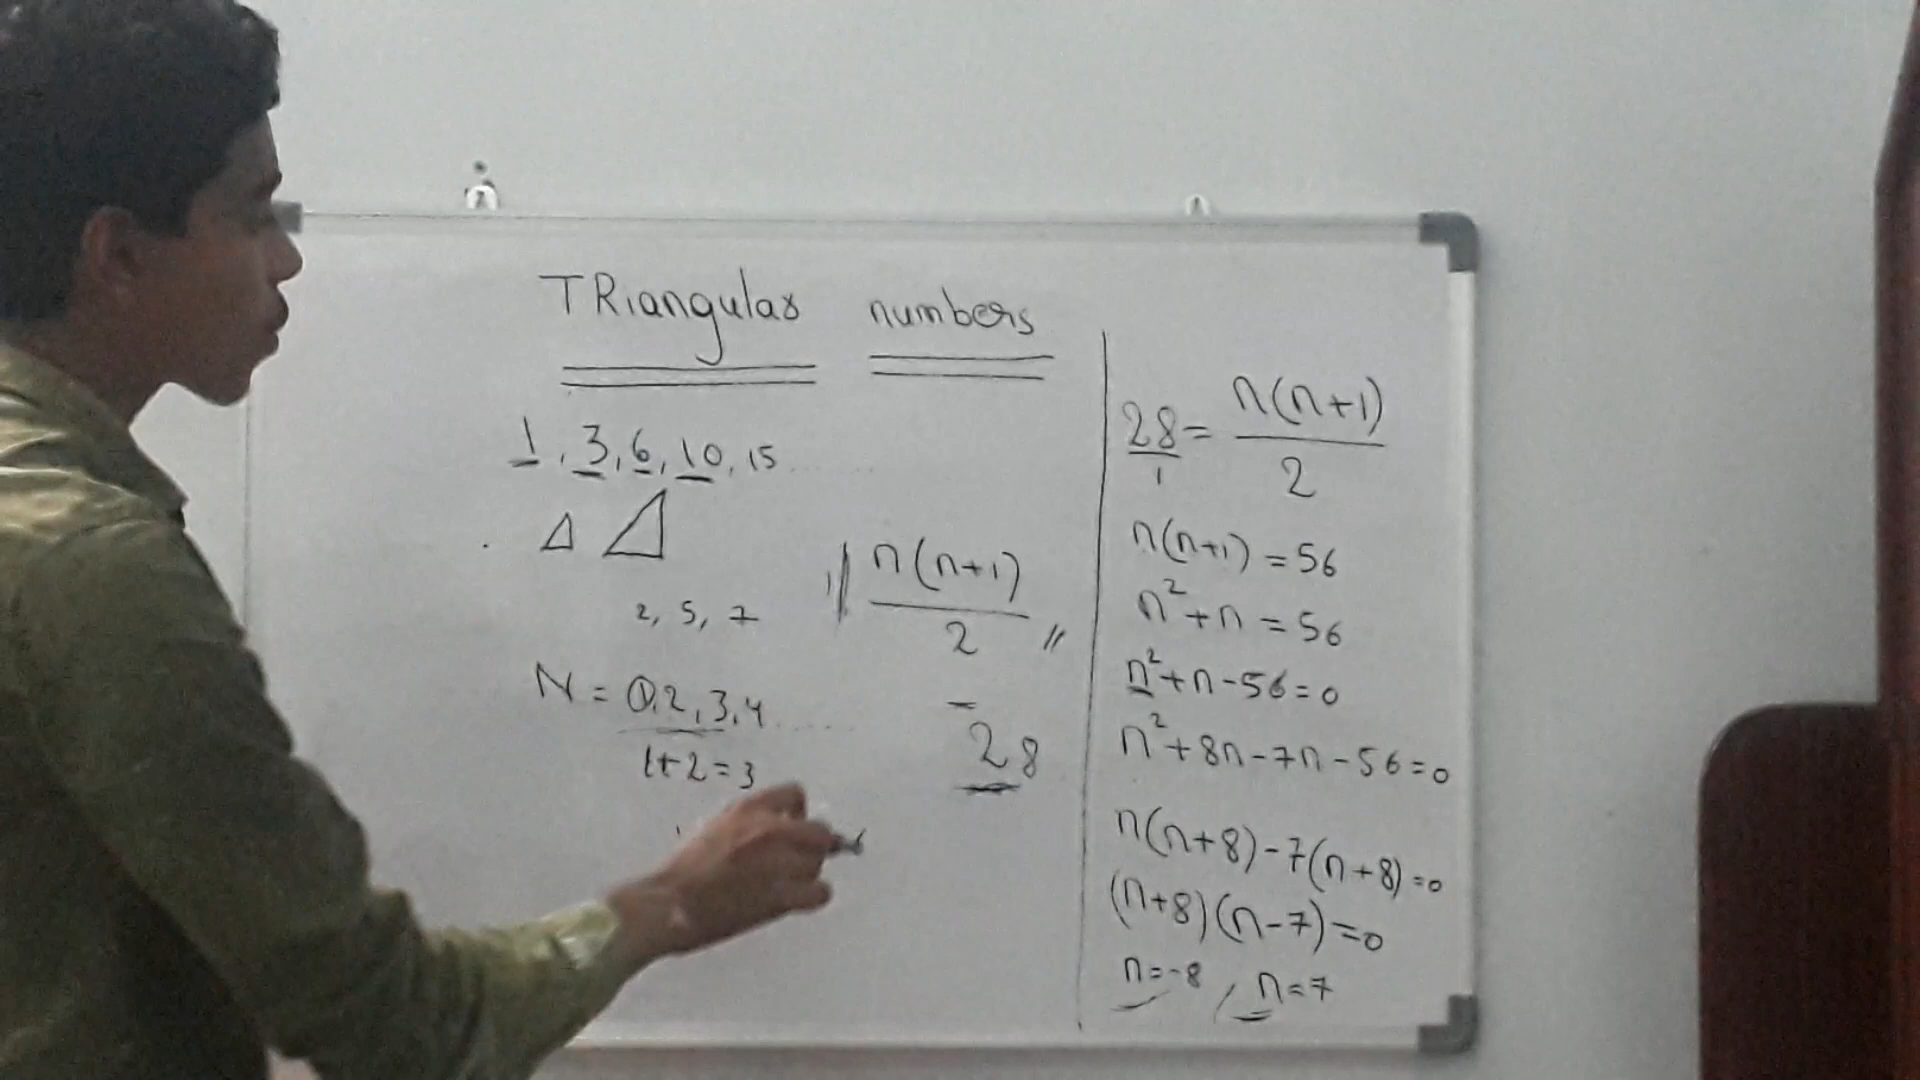 TRiangular numbers
1, 3, 6, 10, 15 ........
2, 5, 7
n(n+1)
2
N = 1, 2, 3, 4 ........
1+2=3
28
28 = n(n+1)
1 2
n(n+1) = 56
n²+n = 56
n²+n-56=0
n²+8n-7n-56=0
n(n+8)-7(n+8)=0
(n+8)(n-7)=0
n=-8, n=7